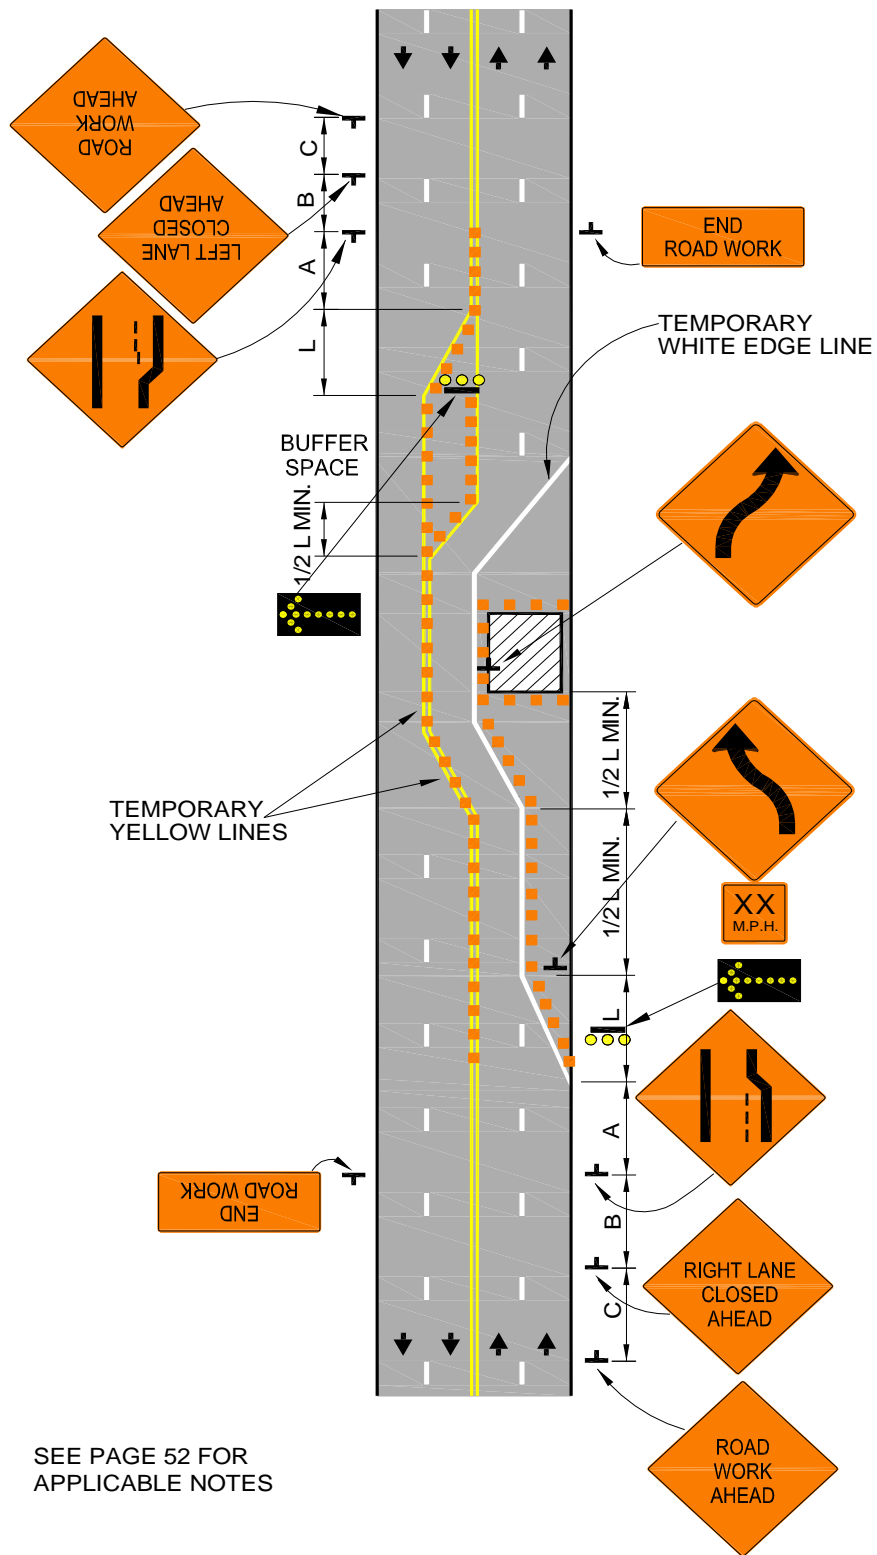 ROAD
WORK
AHEAD
C
LEFT LANE
CLOSED
AHEAD
B
END
ROAD WORK
A
TEMPORARY
WHITE EDGE LINE
L
BUFFER
SPACE
1/2 L MIN.
1/2 L MIN.
TEMPORARY
YELLOW LINES
1/2 L MIN.
XX
M.P.H.
L
A
END
ROAD WORK
B
RIGHT LANE
CLOSED
AHEAD
C
ROAD
WORK
AHEAD
SEE PAGE 52 FOR
APPLICABLE NOTES